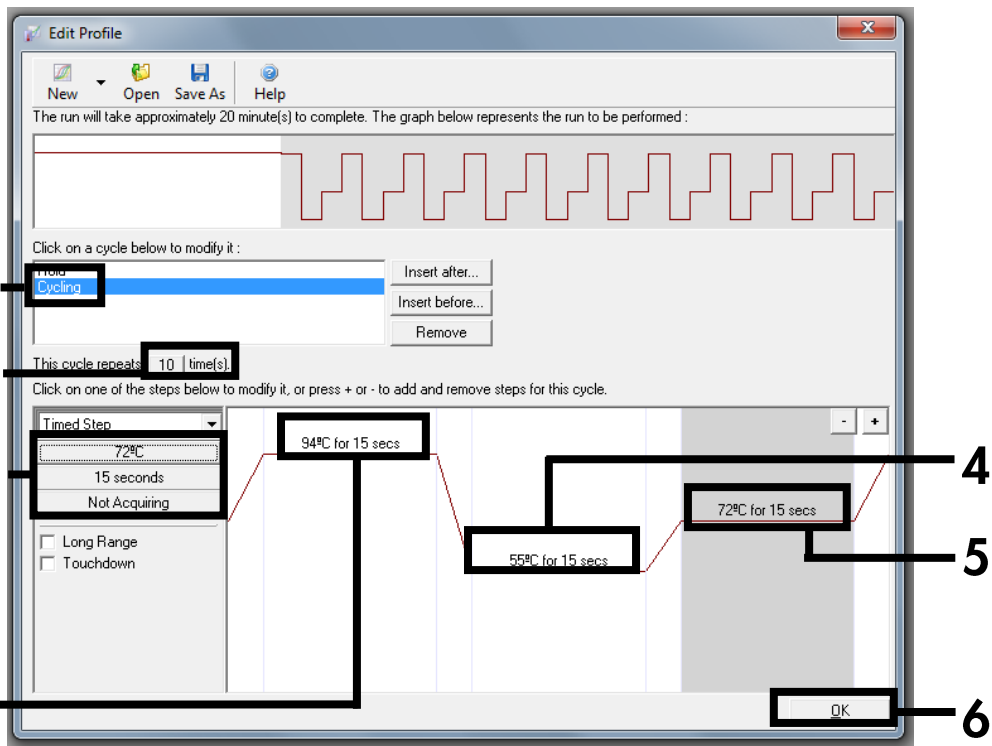 Edit Profile
x
New Open Save As Help
The run will take approximately 20 minute(s) to complete. The graph below represents the run to be performed :
Click on a cycle below to modify it :
Hold
Cycling
Insert after...
Insert before...
Remove
This cycle repeats 10 time(s).
Click on one of the steps below to modify it, or press + or - to add and remove steps for this cycle.
Timed Step
- +
72ºC
15 seconds
Not Acquiring
Long Range
Touchdown
94ºC for 15 secs
55ºC for 15 secs
72ºC for 15 secs
4
5
OK
6